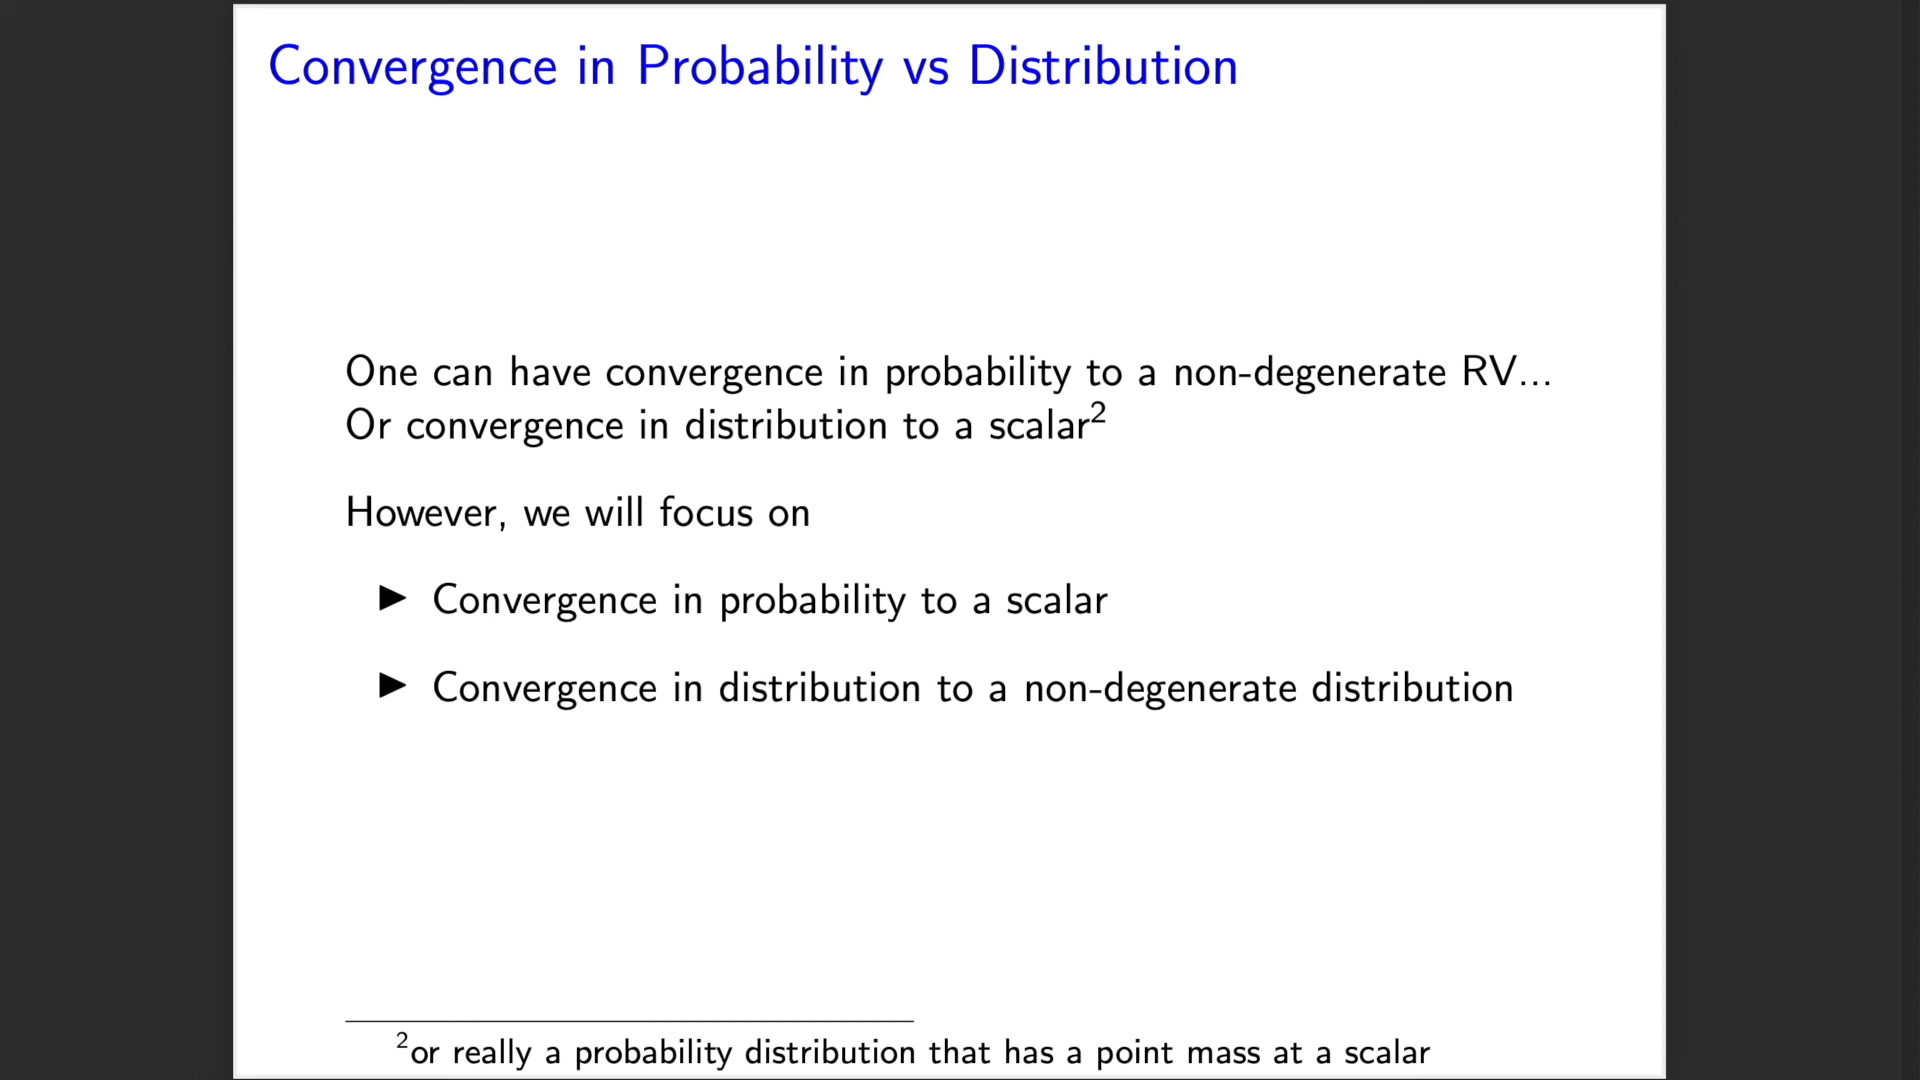 Convergence in Probability vs Distribution
One can have convergence in probability to a non-degenerate RV...
Or convergence in distribution to a scalar²
However, we will focus on
▶ Convergence in probability to a scalar
▶ Convergence in distribution to a non-degenerate distribution
²or really a probability distribution that has a point mass at a scalar